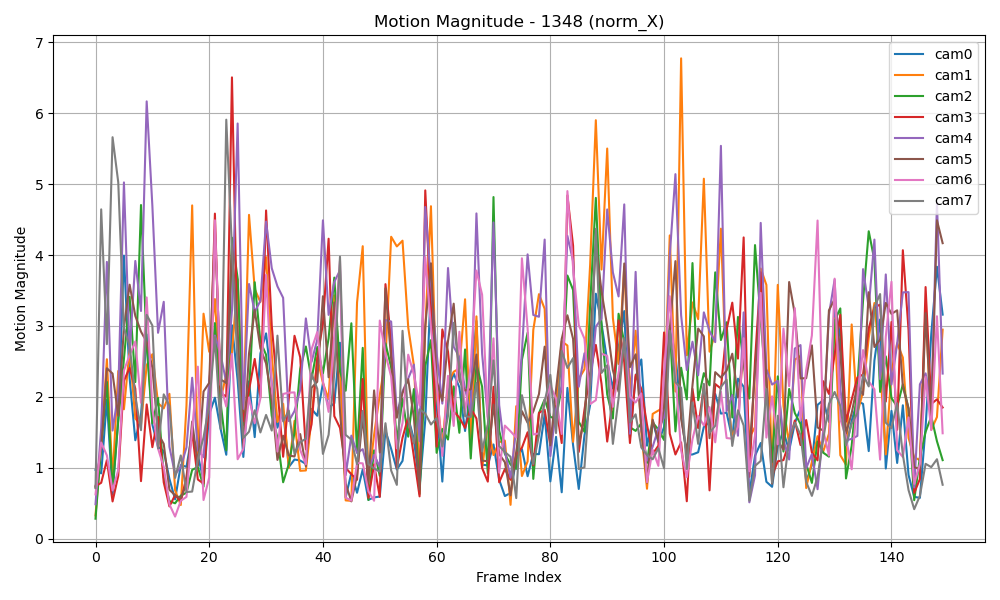 Motion Magnitude - 1348 (norm_X)
Motion Magnitude
7
6
5
4
3
2
1
0
0 20 40 60 80 100 120 140
Frame Index
cam0
cam1
cam2
cam3
cam4
cam5
cam6
cam7